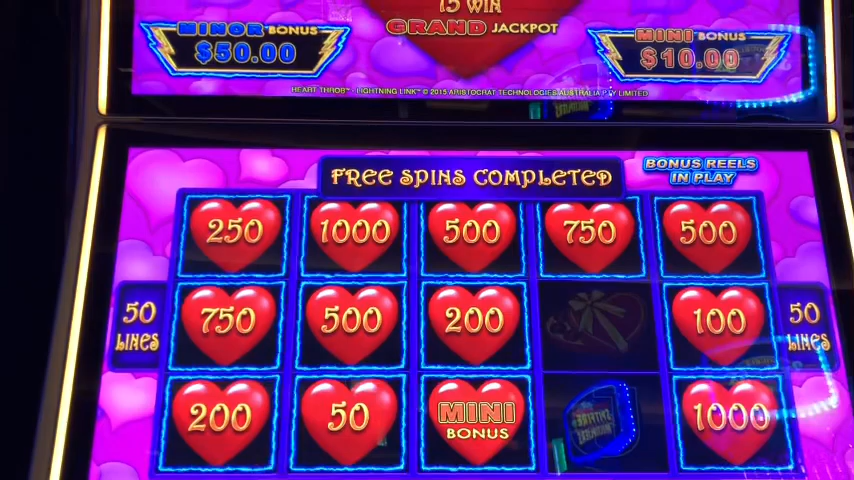 15 WIN
GRAND JACKPOT
MINOR BONUS
$50.00
MINI BONUS
$10.00
HEART THROB™ - LIGHTNING LINK™ © 2015 ARISTOCRAT TECHNOLOGIES AUSTRALIA PTY LIMITED
FREE SPINS COMPLETED
BONUS REELS
IN PLAY
250 1000 500 750 500
50
LINES
750 500 200 100
50
LINES
200 50 MINI
BONUS
1000